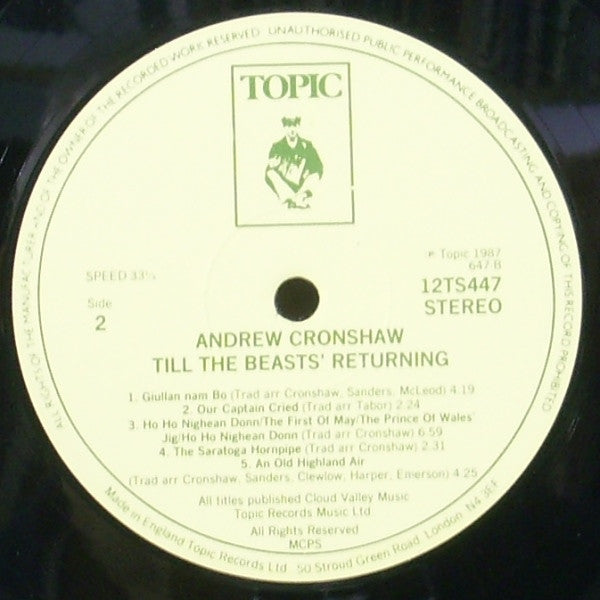 ALL RIGHTS OF THE MANUFACTURER AND OF THE OWNER OF THE RECORDED WORK RESERVED UNAUTHORISED PUBLIC PERFORMANCE BROADCASTING AND COPYING OF THIS RECORD PROHIBITED
TOPIC
℗ Topic 1987
647-B
SPEED 33⅓
12TS447
STEREO
Side
2
ANDREW CRONSHAW
TILL THE BEASTS' RETURNING
1. Giullan nam Bo (Trad arr Cronshaw, Sanders, McLeod) 4.19
2. Our Captain Cried (Trad arr Tabor) 2.24
3. Ho Ho Nighean Donn/The First Of May/The Prince Of Wales'
Jig/Ho Ho Nighean Donn (Trad arr Cronshaw) 6.59
4. The Saratoga Hornpipe (Trad arr Cronshaw) 2.31
5. An Old Highland Air
(Trad arr Cronshaw, Sanders, Clewlow, Harper, Emerson) 4.25
All titles published Cloud Valley Music
Topic Records Music Ltd
All Rights Reserved
MCPS
Made in England Topic Records Ltd 50 Stroud Green Road London N4 3EF